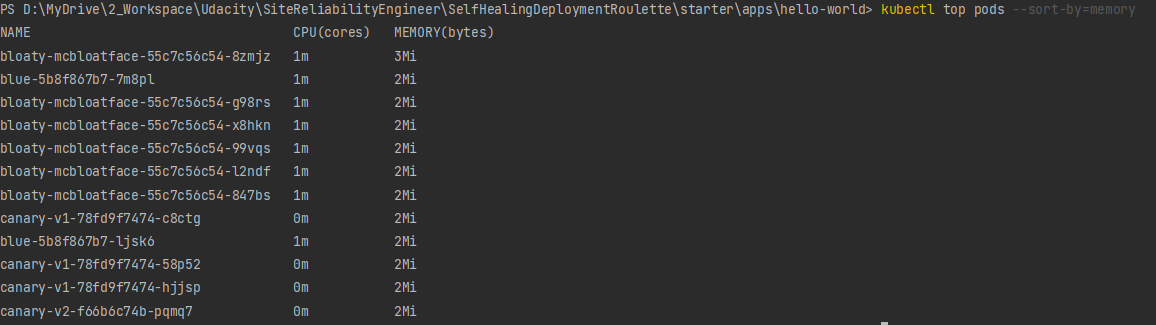 PS D:\MyDrive\2_Workspace\Udacity\SiteReliabilityEngineer\SelfHealingDeploymentRoulette\starter\apps\hello-world> kubectl top pods --sort-by=memory
NAME CPU(cores) MEMORY(bytes)
bloaty-mcbloatface-55c7c56c54-8zmjz 1m 3Mi
blue-5b8f867b7-7m8pl 1m 2Mi
bloaty-mcbloatface-55c7c56c54-g98rs 1m 2Mi
bloaty-mcbloatface-55c7c56c54-x8hkn 1m 2Mi
bloaty-mcbloatface-55c7c56c54-99vqs 1m 2Mi
bloaty-mcbloatface-55c7c56c54-l2ndf 1m 2Mi
bloaty-mcbloatface-55c7c56c54-847bs 1m 2Mi
canary-v1-78fd9f7474-c8ctg 0m 2Mi
blue-5b8f867b7-ljsk6 1m 2Mi
canary-v1-78fd9f7474-58p52 0m 2Mi
canary-v1-78fd9f7474-hjjsp 0m 2Mi
canary-v2-f66b6c74b-pqmq7 0m 2Mi